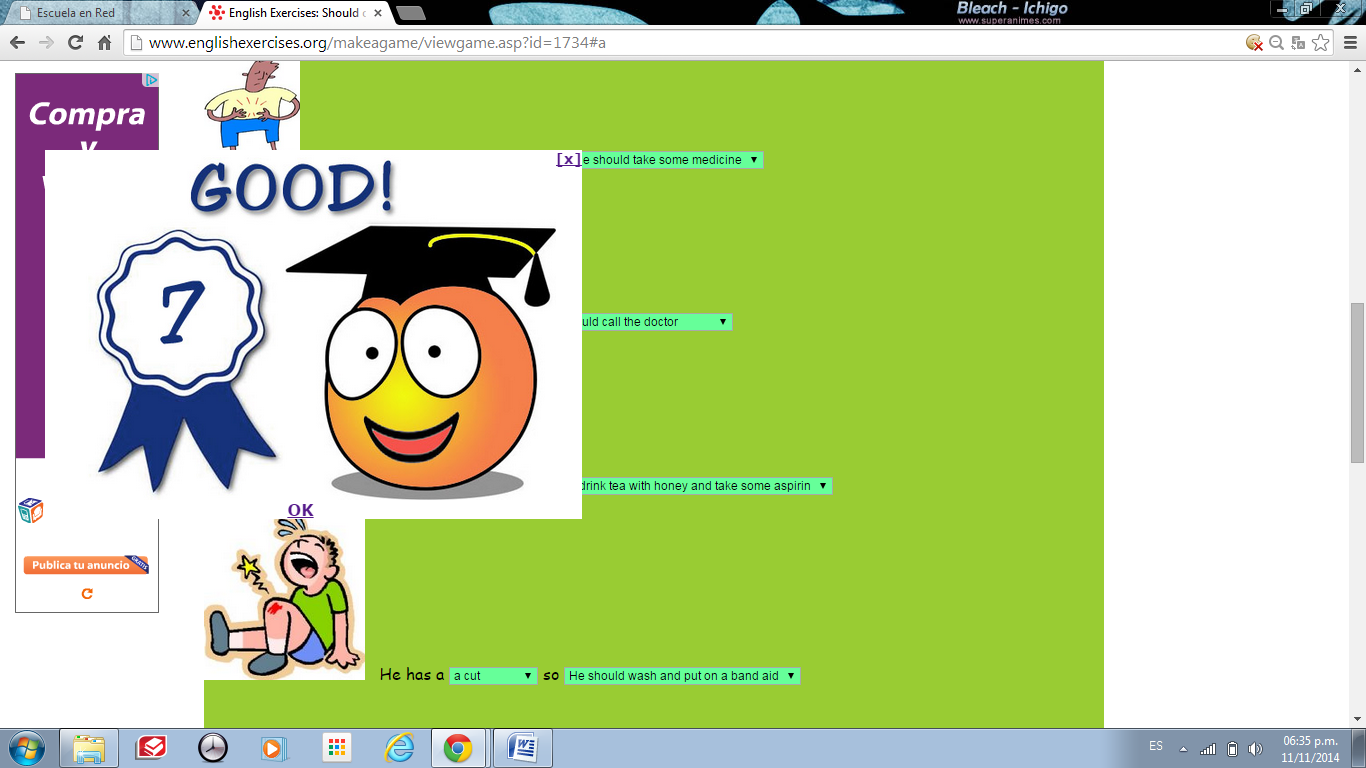 Escuela en Red
English Exercises: Should
Bleach - Ichigo
www.superanimes.com
www.englishexercises.org/makeagame/viewgame.asp?id=1734#a
Compra
[x]
e should take some medicine
GOOD!
7
uld call the doctor
drink tea with honey and take some aspirin
OK
Publica tu anuncio
GRATIS
He has a a cut so He should wash and put on a band aid
ES
06:35 p.m.
11/11/2014